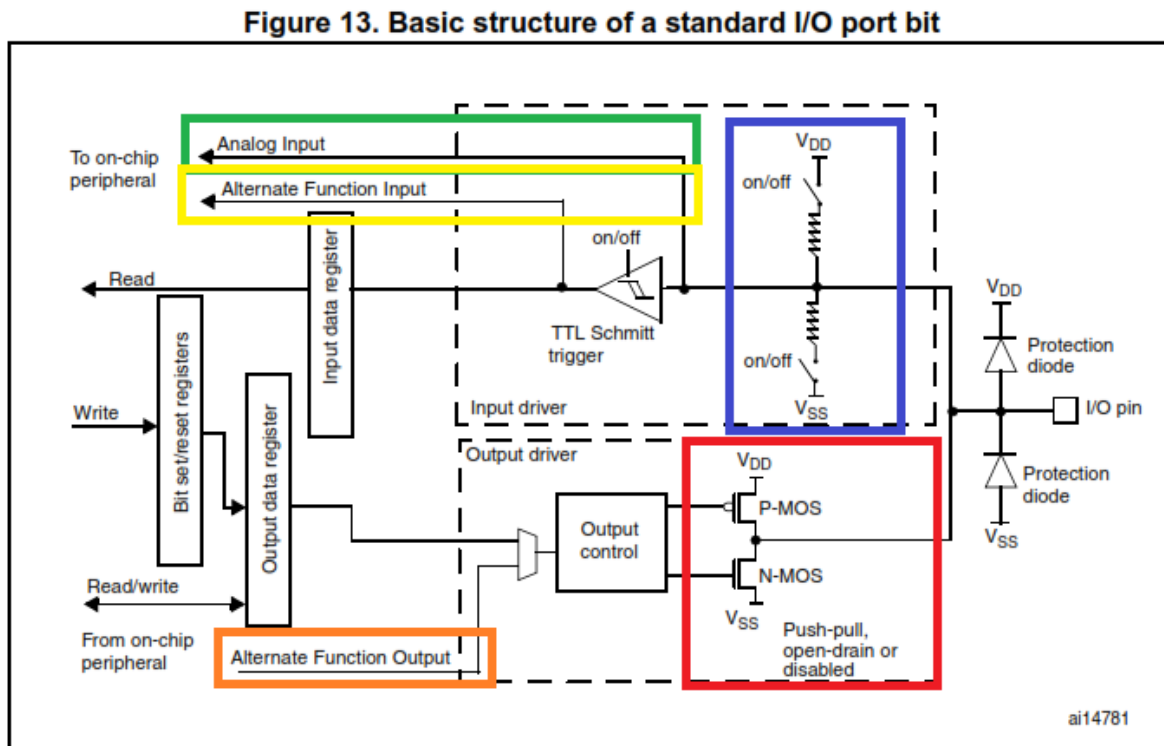 Figure 13. Basic structure of a standard I/O port bit
Analog Input
To on-chip
peripheral
Alternate Function Input
on/off
Read
Input data register
TTL Schmitt
trigger
Input driver
VDD
on/off
on/off
VSS
VDD
Protection
diode
I/O pin
Protection
diode
VSS
Write
Bit set/reset registers
Output data register
Read/write
From on-chip
peripheral
Alternate Function Output
Output driver
Output
control
VDD
P-MOS
N-MOS
VSS
Push-pull,
open-drain or
disabled
ai14781